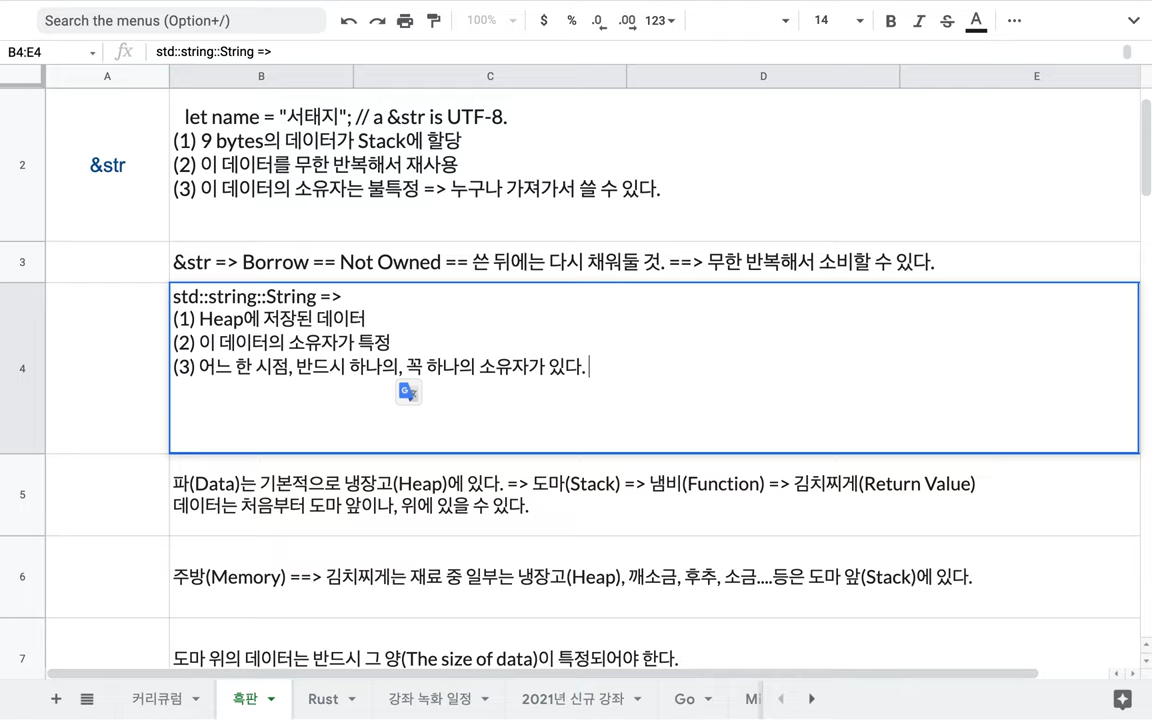 Search the menus (Option+/)
100%
$ % .0 .00 123
14
B I S A
B4:E4
fx
std::string::String =>
A B C D E
2
&str
let name = "서태지"; // a &str is UTF-8.
(1) 9 bytes의 데이터가 Stack에 할당
(2) 이 데이터를 무한 반복해서 재사용
(3) 이 데이터의 소유자는 불특정 => 누구나 가져가서 쓸 수 있다.
3
&str => Borrow == Not Owned == 쓴 뒤에는 다시 채워둘 것. ==> 무한 반복해서 소비할 수 있다.
4
std::string::String =>
(1) Heap에 저장된 데이터
(2) 이 데이터의 소유자가 특정
(3) 어느 한 시점, 반드시 하나의, 꼭 하나의 소유자가 있다.
5
파(Data)는 기본적으로 냉장고(Heap)에 있다. => 도마(Stack) => 냄비(Function) => 김치찌게(Return Value)
데이터는 처음부터 도마 앞이나, 위에 있을 수 있다.
6
주방(Memory) ==> 김치찌게는 재료 중 일부는 냉장고(Heap), 깨소금, 후추, 소금....등은 도마 앞(Stack)에 있다.
7
도마 위의 데이터는 반드시 그 양(The size of data)이 특정되어야 한다.
커리큐럼 흑판 Rust 강좌 녹화 일정 2021년 신규 강좌 Go